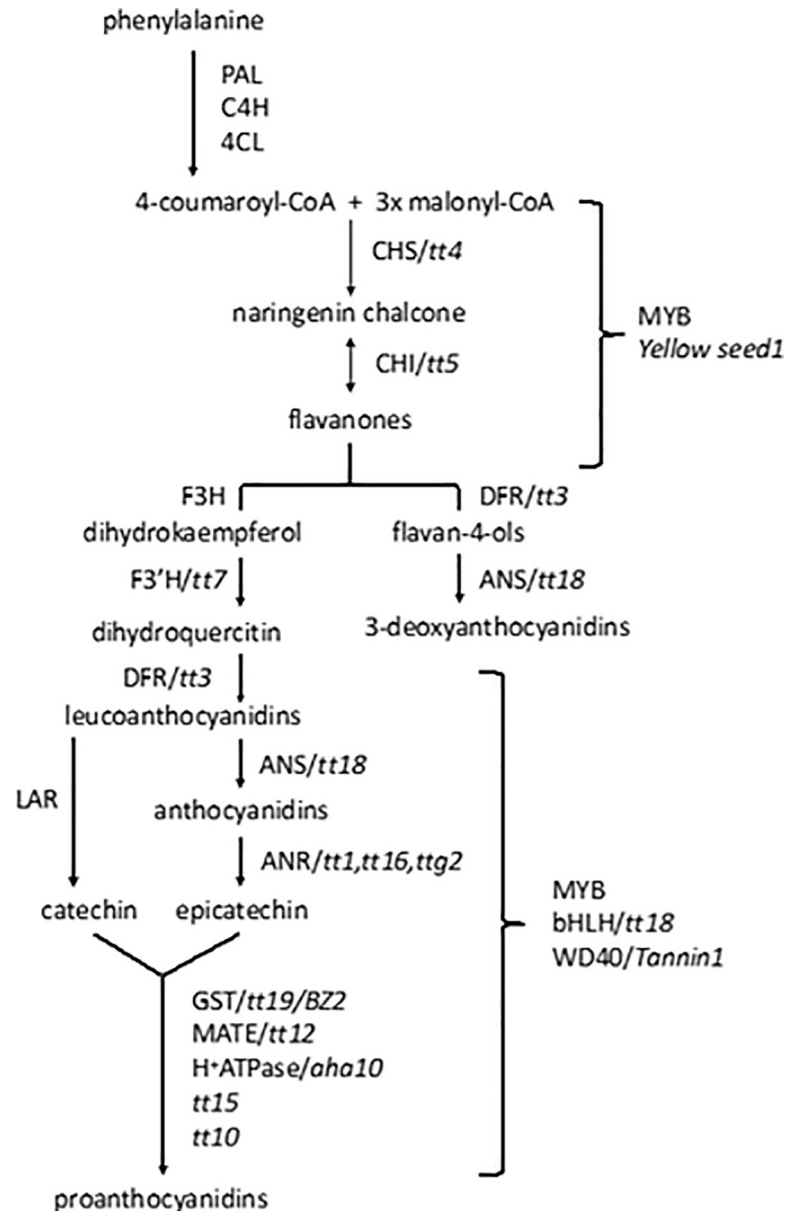 phenylalanine
PAL
C4H
4CL
4-coumaroyl-CoA + 3x malonyl-CoA
CHS/tt4
naringenin chalcone
CHI/tt5
flavanones
MYB
Yellow seed1
F3H
DFR/tt3
dihydrokaempferol
flavan-4-ols
F3’H/tt7
ANS/tt18
dihydroquercitin
3-deoxyanthocyanidins
DFR/tt3
leucoanthocyanidins
ANS/tt18
LAR
anthocyanidins
ANR/tt1,tt16,ttg2
catechin
epicatechin
MYB
bHLH/tt18
WD40/Tannin1
GST/tt19/BZ2
MATE/tt12
H⁺ATPase/aha10
tt15
tt10
proanthocyanidins